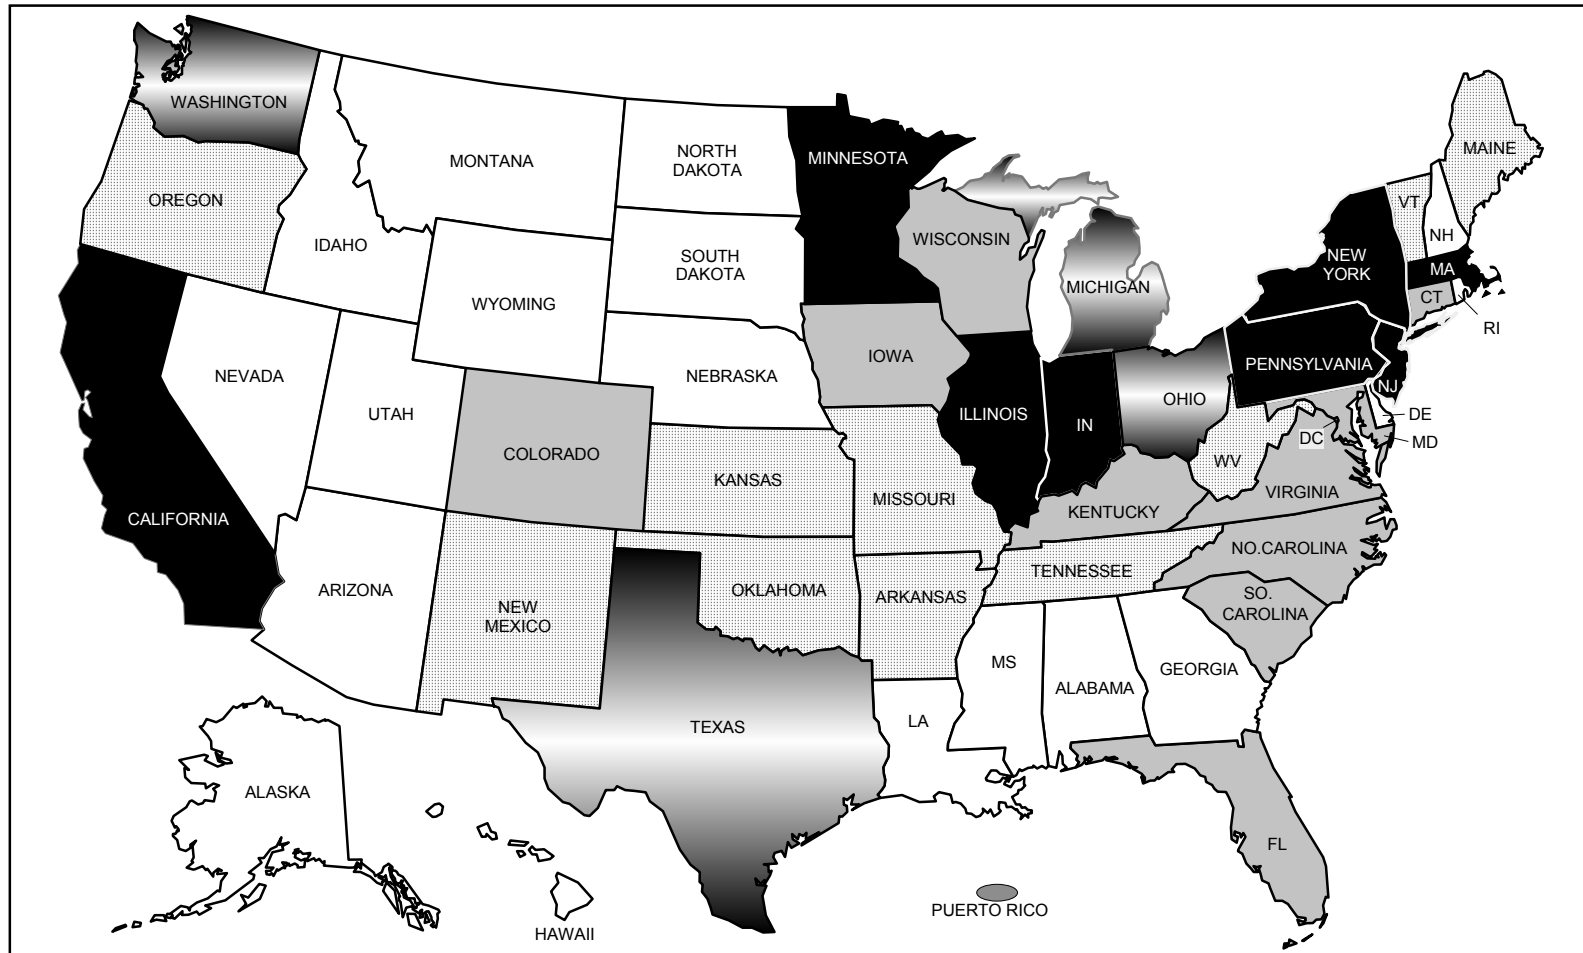 WASHINGTON
OREGON
CALIFORNIA
NEVADA
IDAHO
MONTANA
WYOMING
UTAH
ARIZONA
COLORADO
NEW
MEXICO
NORTH
DAKOTA
SOUTH
DAKOTA
NEBRASKA
KANSAS
OKLAHOMA
TEXAS
MINNESOTA
IOWA
MISSOURI
ARKANSAS
LA
WISCONSIN
ILLINOIS
MICHIGAN
IN
OHIO
KENTUCKY
TENNESSEE
MS
ALABAMA
GEORGIA
FL
SO.
CAROLINA
NO.CAROLINA
VIRGINIA
WV
DC
MD
DE
PENNSYLVANIA
NJ
NEW
YORK
CT
RI
MA
VT
NH
MAINE
ALASKA
HAWAII
PUERTO RICO